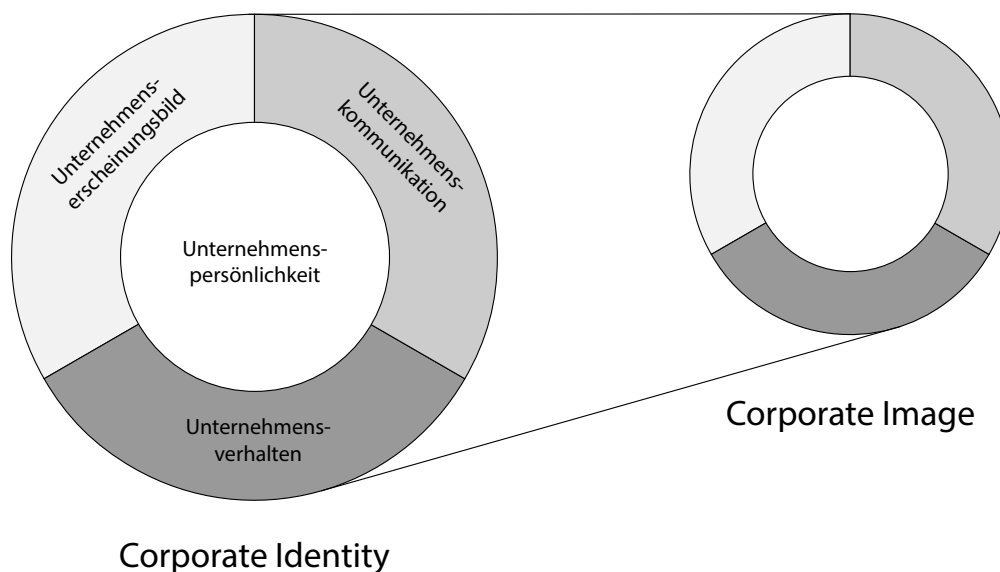 Unternehmens-
erscheinungsbild
Unternehmens-
kommunikation
Unternehmens-
persönlichkeit
Unternehmens-
verhalten
Corporate Image
Corporate Identity